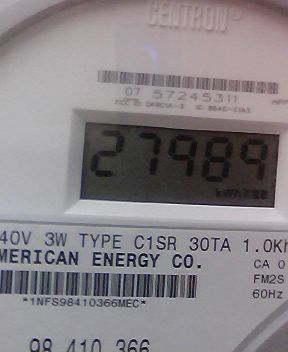 CENTRON®
07 57245311
27989
kWh
40V 3W TYPE C1SR 30TA 1.0Kh
MERICAN ENERGY CO.
CA 0
FM2S
60Hz
*1NFS98410366MEC*
98 410 366